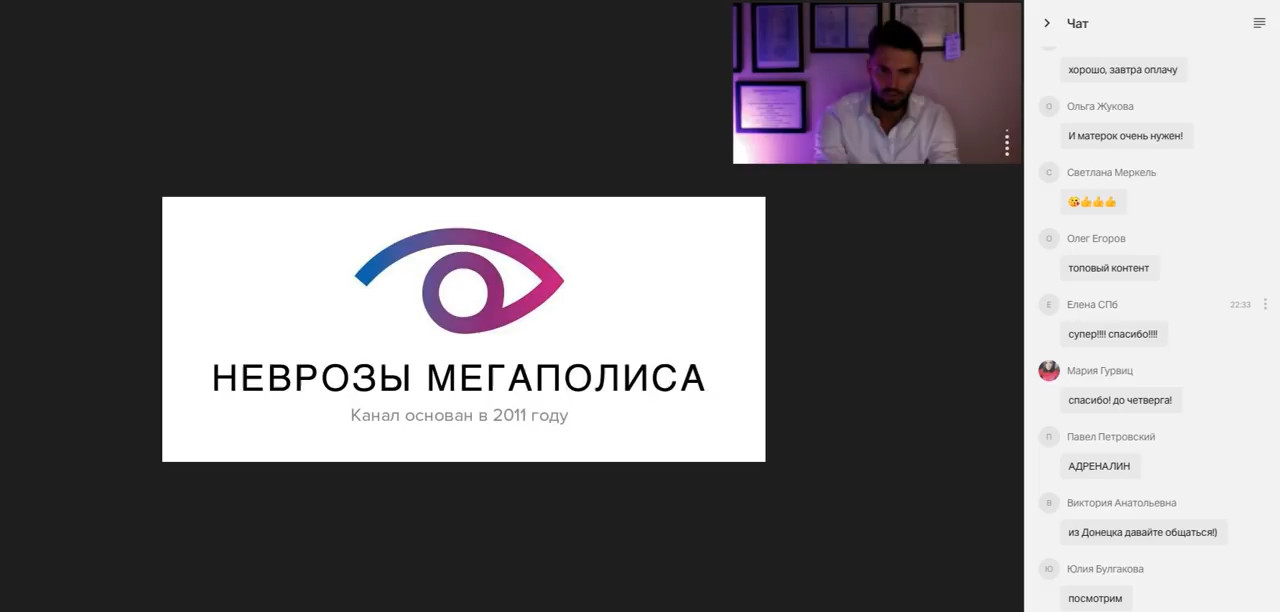 НЕВРОЗЫ МЕГАПОЛИСА
Канал основан в 2011 году
Чат
хорошо, завтра оплачу
О
Ольга Жукова
И матерок очень нужен!
С
Светлана Меркель
😘👍👍👍
О
Олег Егоров
топовый контент
Е
Елена СПб
22:33
супер!!!! спасибо!!!!
Мария Гурвиц
спасибо! до четверга!
П
Павел Петровский
АДРЕНАЛИН
В
Виктория Анатольевна
из Донецка давайте общаться!)
Ю
Юлия Булгакова
посмотрим